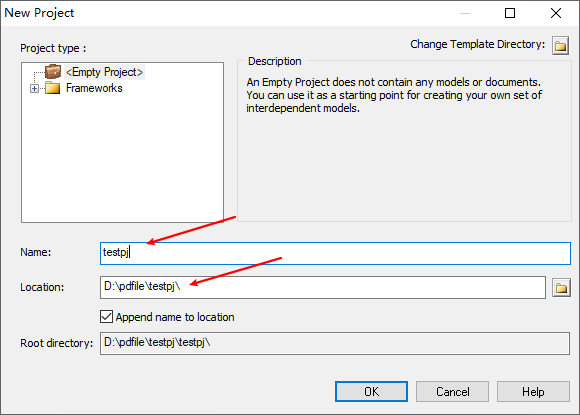 New Project
Project type :
Change Template Directory:
<Empty Project>
Frameworks
Description
An Empty Project does not contain any models or documents.
You can use it as a starting point for creating your own set of
interdependent models.
Name:
testpj
Location:
D:\pdfile\testpj\
Append name to location
Root directory:
D:\pdfile\testpj\testpj\
OK
Cancel
Help